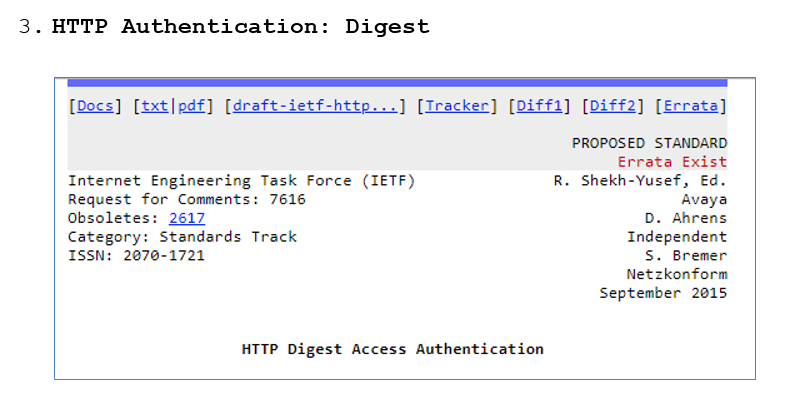 3. HTTP Authentication: Digest
[Docs] [txt|pdf] [draft-ietf-http...] [Tracker] [Diff1] [Diff2] [Errata]
PROPOSED STANDARD
Errata Exist
Internet Engineering Task Force (IETF) R. Shekh-Yusef, Ed.
Request for Comments: 7616 Avaya
Obsoletes: 2617 D. Ahrens
Category: Standards Track Independent
ISSN: 2070-1721 S. Bremer
Netzkonform
September 2015
HTTP Digest Access Authentication